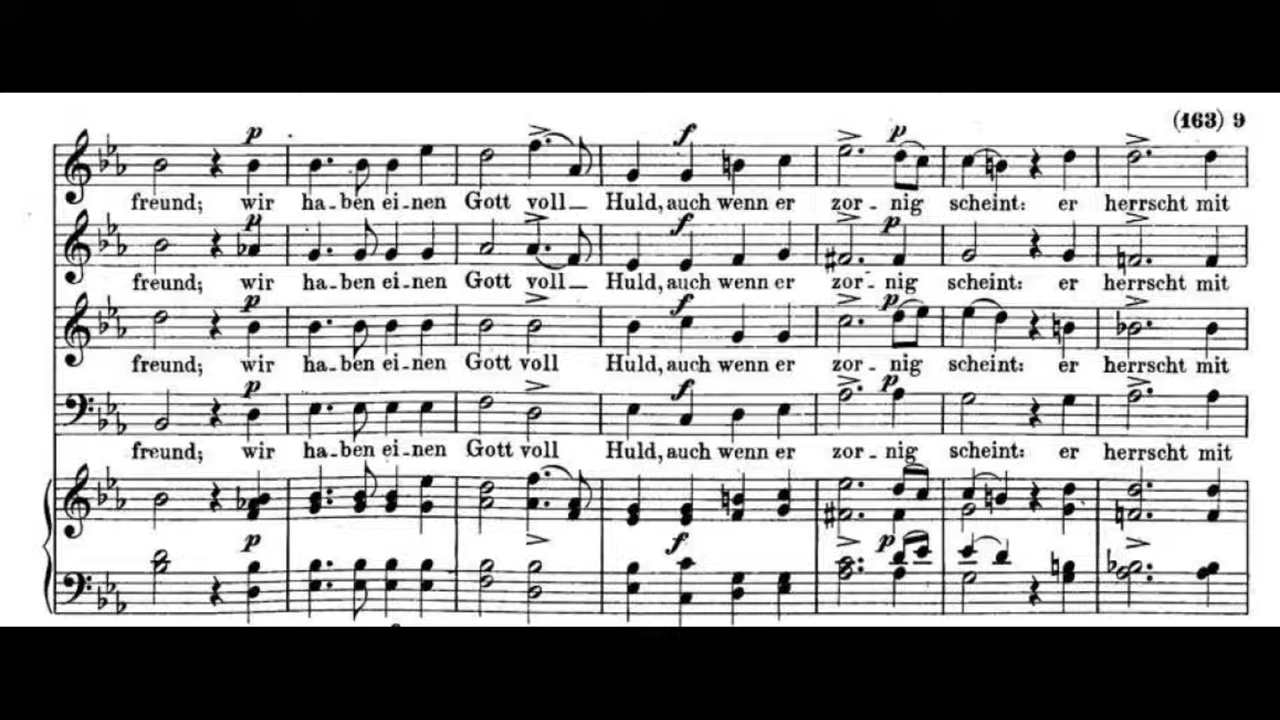 (163) 9
p f p
freund; wir ha-ben ei-nen Gott voll Huld, auch wenn er zor-nig scheint: er herrscht mit
p f p
freund; wir ha-ben ei-nen Gott voll Huld, auch wenn er zor-nig scheint: er herrscht mit
p f p
freund; wir ha-ben ei-nen Gott voll Huld, auch wenn er zor-nig scheint: er herrscht mit
p f p
freund; wir ha-ben ei-nen Gott voll Huld, auch wenn er zor-nig scheint: er herrscht mit
p f p